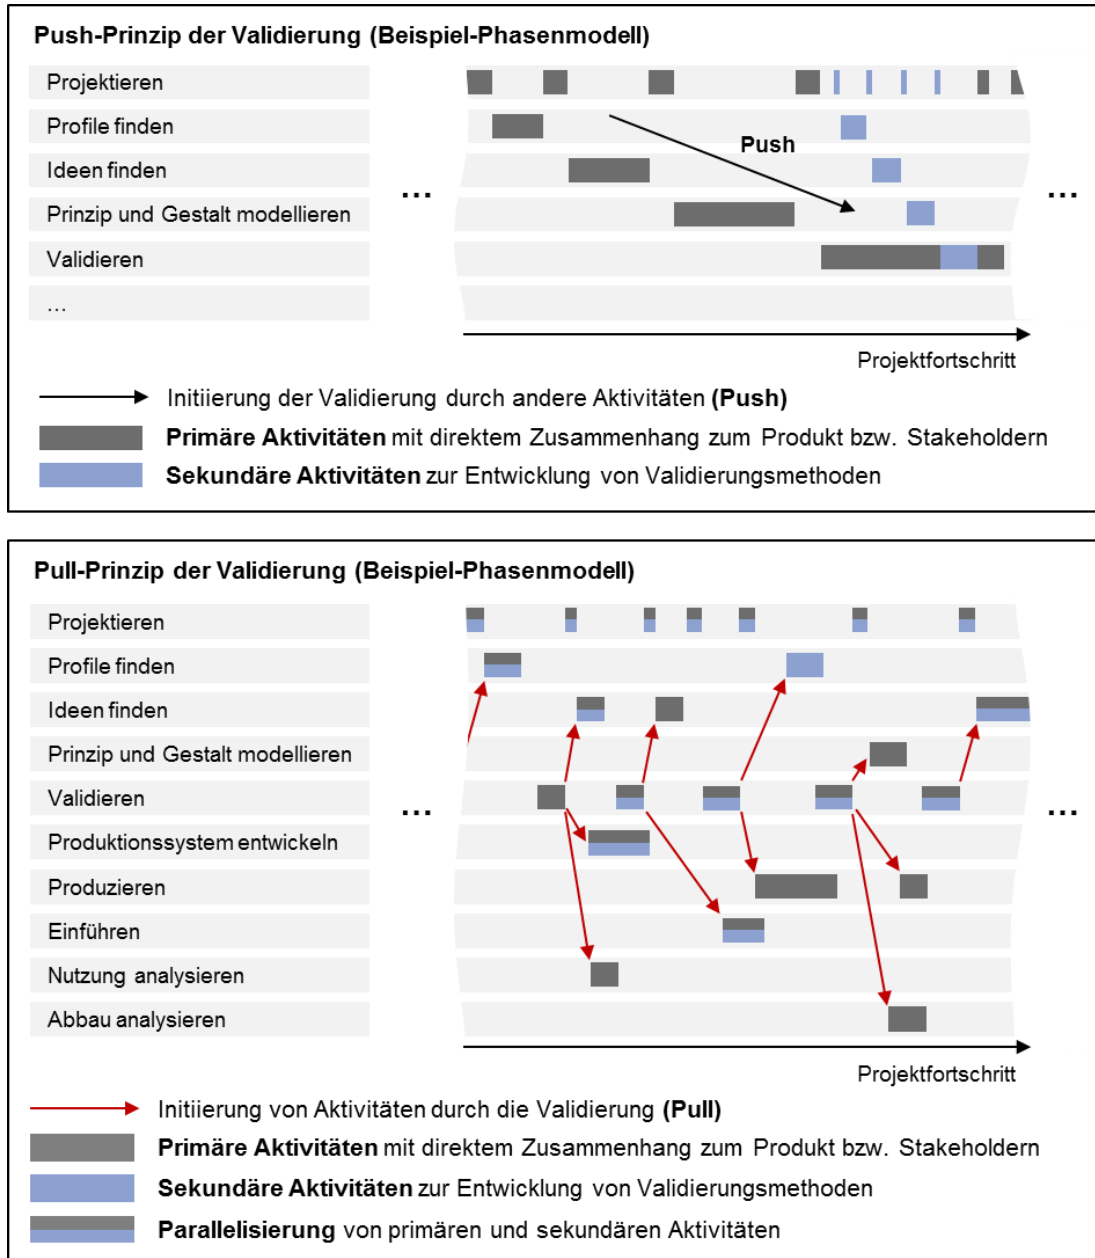 Push-Prinzip der Validierung (Beispiel-Phasenmodell)
Projektieren
Profile finden
Push
Ideen finden
...
...
Prinzip und Gestalt modellieren
Validieren
...
Projektfortschritt
Initiierung der Validierung durch andere Aktivitäten (Push)
Primäre Aktivitäten mit direktem Zusammenhang zum Produkt bzw. Stakeholdern
Sekundäre Aktivitäten zur Entwicklung von Validierungsmethoden
Pull-Prinzip der Validierung (Beispiel-Phasenmodell)
Projektieren
Profile finden
Ideen finden
Prinzip und Gestalt modellieren
Validieren
...
...
Produktionssystem entwickeln
Produzieren
Einführen
Nutzung analysieren
Abbau analysieren
Projektfortschritt
Initiierung von Aktivitäten durch die Validierung (Pull)
Primäre Aktivitäten mit direktem Zusammenhang zum Produkt bzw. Stakeholdern
Sekundäre Aktivitäten zur Entwicklung von Validierungsmethoden
Parallelisierung von primären und sekundären Aktivitäten